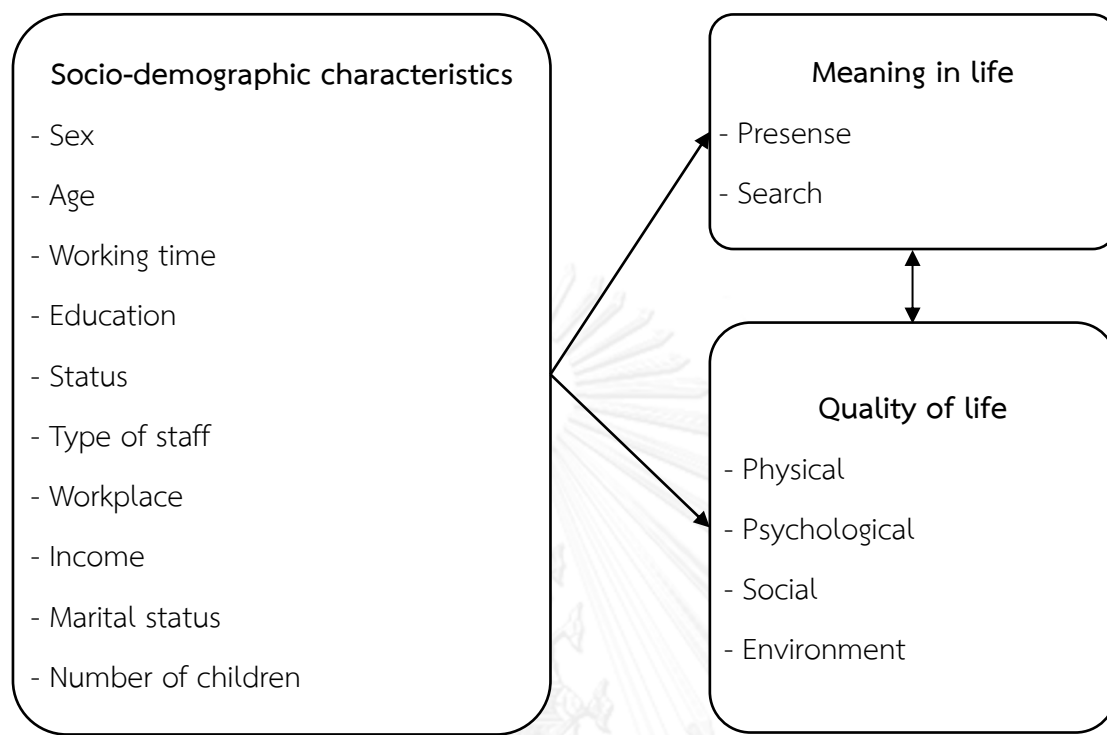 Socio-demographic characteristics
- Sex
- Age
- Working time
- Education
- Status
- Type of staff
- Workplace
- Income
- Marital status
- Number of children
Meaning in life
- Presense
- Search
Quality of life
- Physical
- Psychological
- Social
- Environment